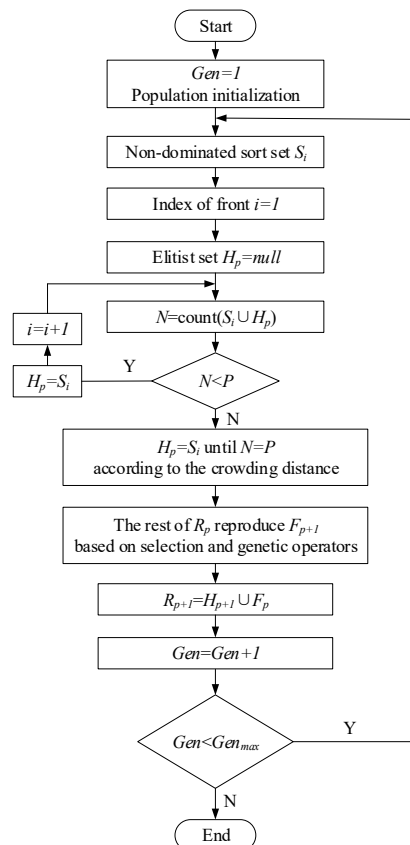 Start
Gen=1
Population initialization
Non-dominated sort set Sᵢ
Index of front i=1
Elitist set Hₚ=null
N=count(Sᵢ ∪ Hₚ)
i=i+1
Y
Hₚ=Sᵢ
N<P
N
Hₚ=Sᵢ until N=P
according to the crowding distance
The rest of Rₚ reproduce Fₚ₊₁
based on selection and genetic operators
Rₚ₊₁=Hₚ₊₁ ∪ Fₚ
Gen=Gen+1
Y
Gen<Genₘₐₓ
N
End